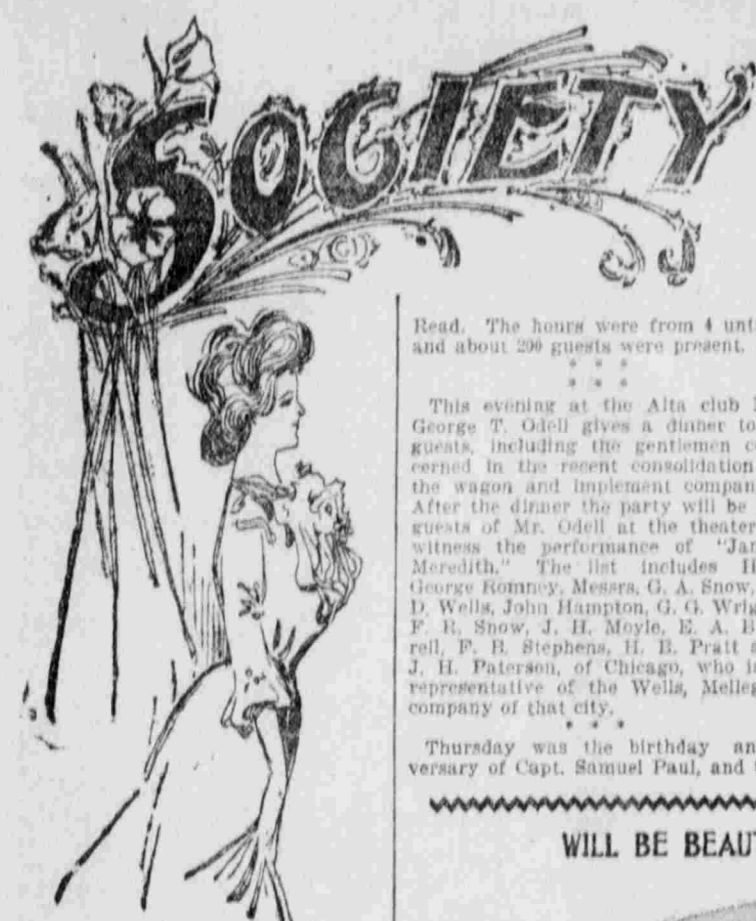 SOCIETY
Read. The hours were from 4 unt
and about 200 guests were present.
* * *
* * *
This evening at the Alta club
George T. Odell gives a dinner to
guests, including the gentlemen c
cerned in the recent consolidation
the wagon and implement compan
After the dinner the party will be
guests of Mr. Odell at the theater
witness the performance of "Jan
Meredith." The list includes H
George Romney, Messrs. G. A. Snow,
D. Wells, John Hampton, G. G. Wrig
F. R. Snow, J. H. Moyle, E. A. B
rell, F. B. Stephens, H. B. Pratt a
J. H. Paterson, of Chicago, who i
representative of the Wells, Melleg
company of that city.
* * *
Thursday was the birthday an
versary of Capt. Samuel Paul, and
WILL BE BEAU